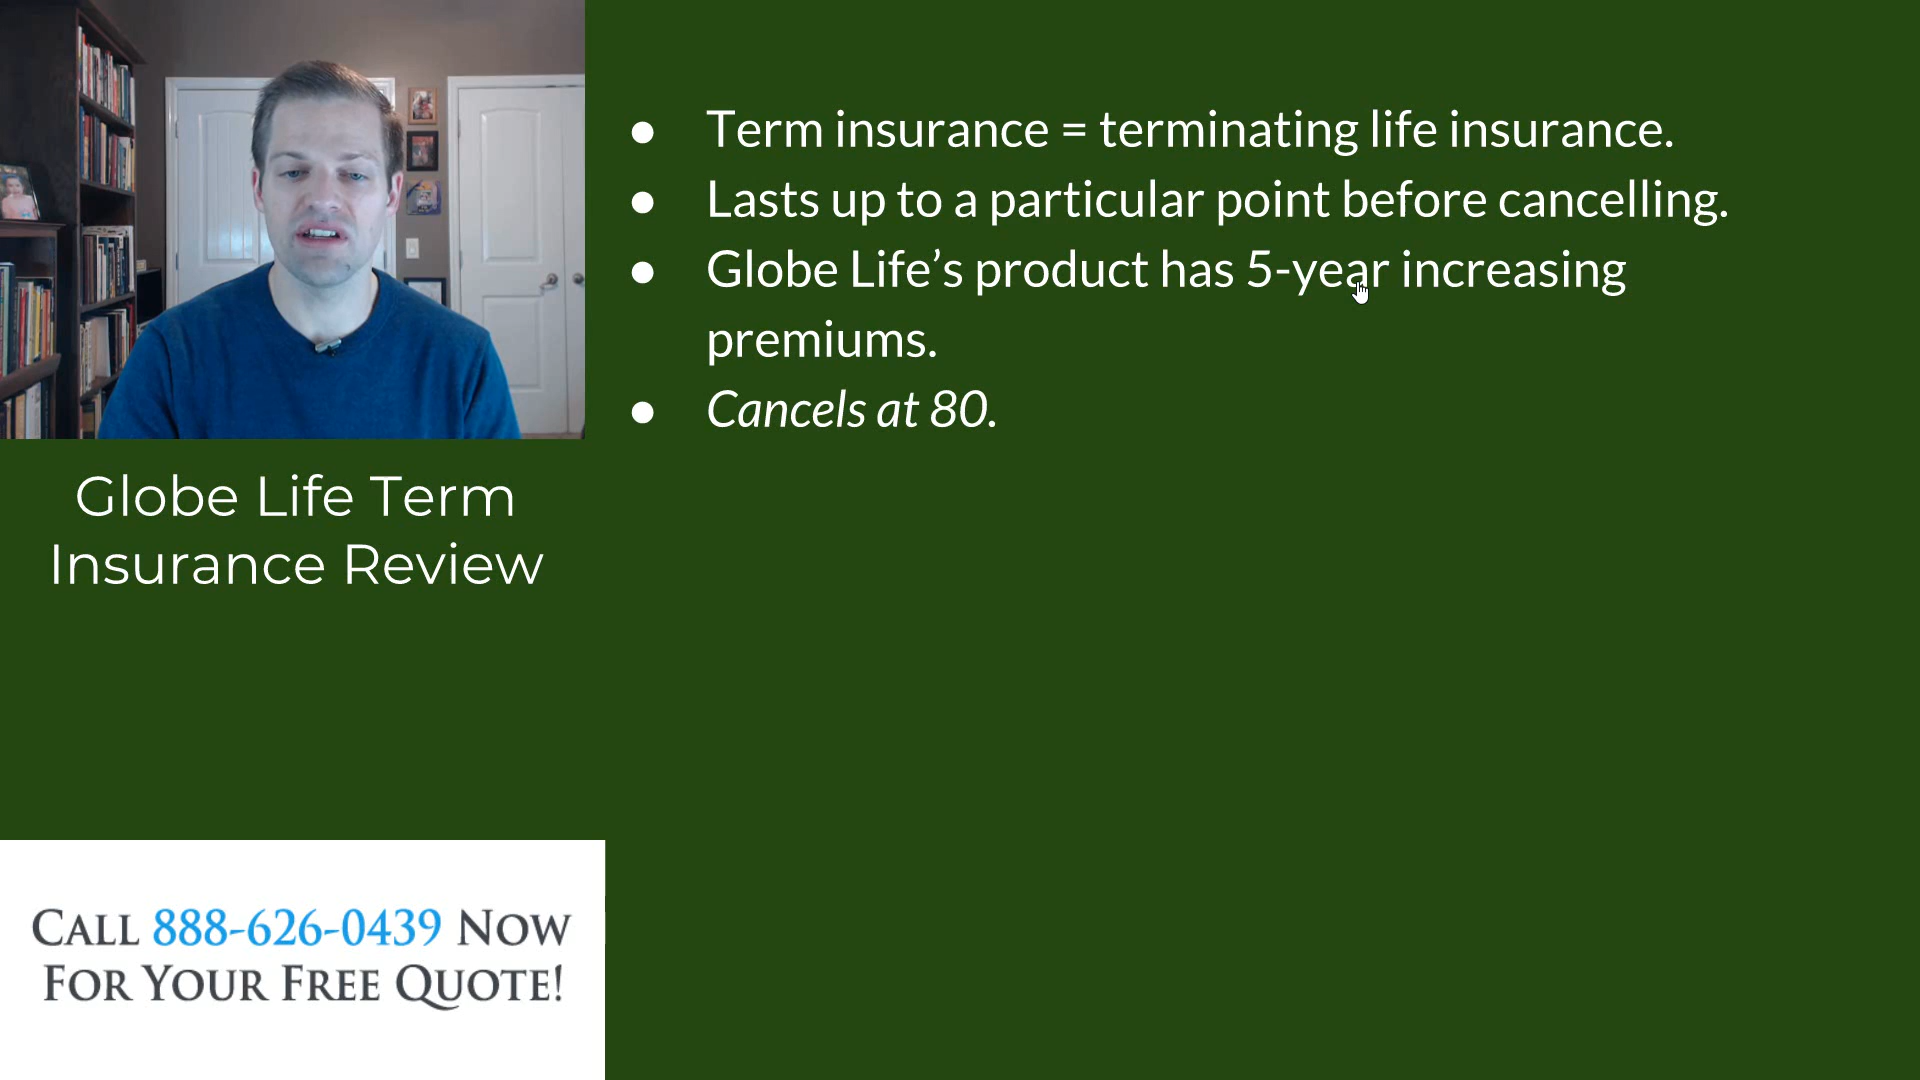 ● Term insurance = terminating life insurance.
● Lasts up to a particular point before cancelling.
● Globe Life’s product has 5-year increasing
premiums.
● Cancels at 80.
Globe Life Term
Insurance Review
CALL 888-626-0439 NOW
FOR YOUR FREE QUOTE!